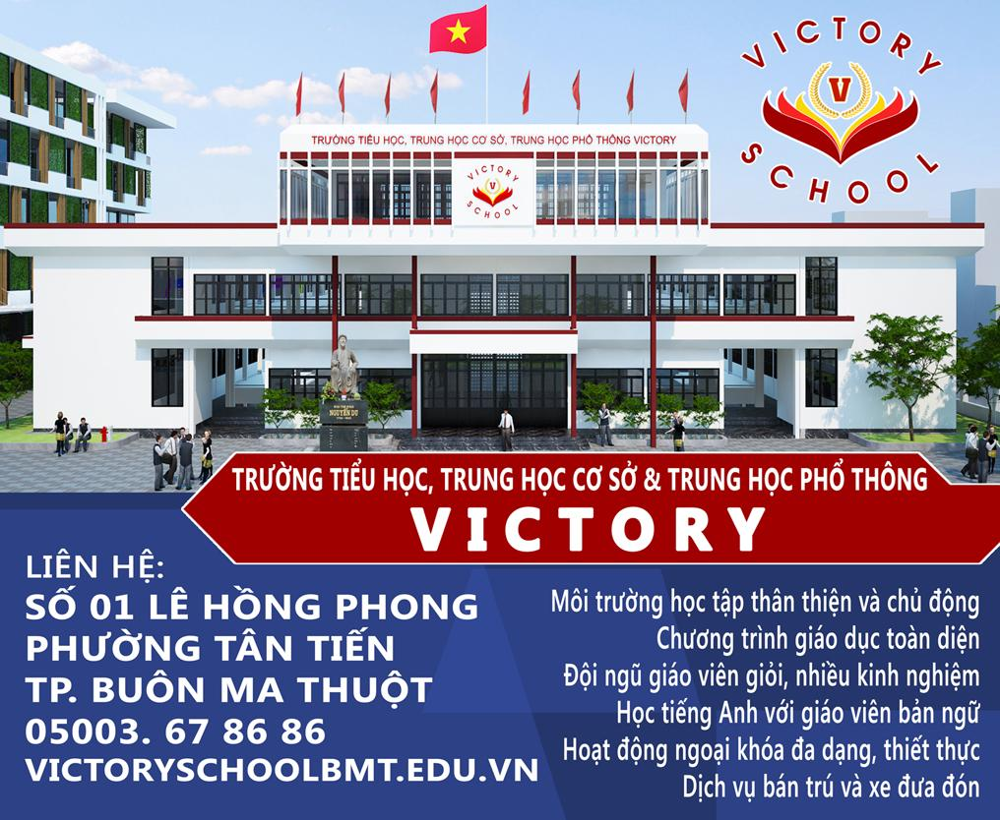 VICTORY
V
SCHOOL
TRƯỜNG TIỂU HỌC, TRUNG HỌC CƠ SỞ, TRUNG HỌC PHỔ THÔNG VICTORY
VICTORY
V
SCHOOL
NGUYỄN DU
TRƯỜNG TIỂU HỌC, TRUNG HỌC CƠ SỞ & TRUNG HỌC PHỔ THÔNG
VICTORY
LIÊN HỆ:
SỐ 01 LÊ HỒNG PHONG
PHƯỜNG TÂN TIẾN
TP. BUÔN MA THUỘT
05003. 67 86 86
VICTORYSCHOOLBMT.EDU.VN
Môi trường học tập thân thiện và chủ động
Chương trình giáo dục toàn diện
Đội ngũ giáo viên giỏi, nhiều kinh nghiệm
Học tiếng Anh với giáo viên bản ngữ
Hoạt động ngoại khóa đa dạng, thiết thực
Dịch vụ bán trú và xe đưa đón